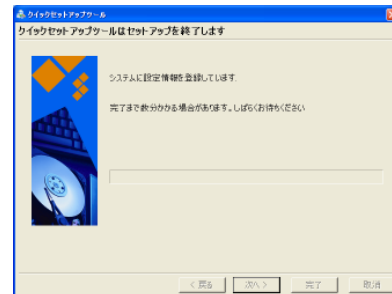 クイックセットアップツール
クイックセットアップツールはセットアップを終了します
システムに設定情報を登録しています.
完了まで数分かかる場合があります。しばらくお待ちください
< 戻る
次へ >
完了
取消